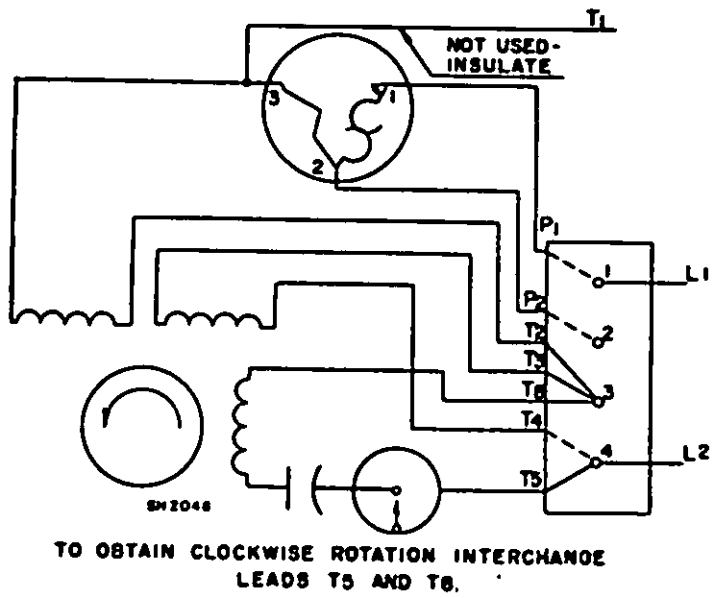 T1
NOT USED-
INSULATE
3
1
2
P1
1
L1
P2
2
T2
T3
T8
3
T4
4
L2
T5
SM2046
TO OBTAIN CLOCKWISE ROTATION INTERCHANGE
LEADS T5 AND T8.